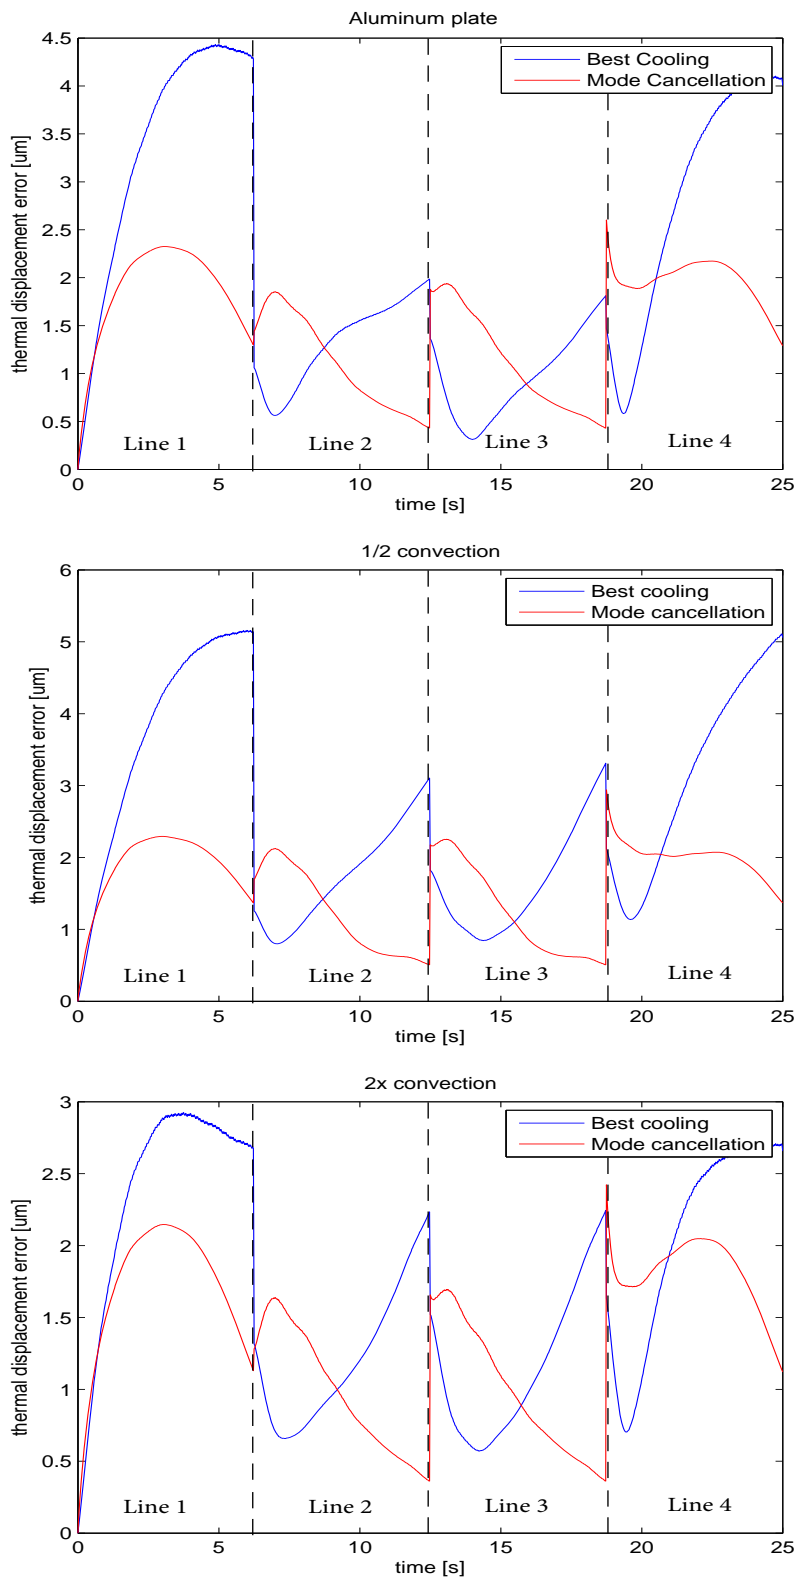 Aluminum plate
thermal displacement error [um]
4.5
4
3.5
3
2.5
2
1.5
1
0.5
0
Best Cooling
Mode Cancellation
Line 1
Line 2
Line 3
Line 4
0
5
10
15
20
25
time [s]
1/2 convection
thermal displacement error [um]
6
5
4
3
2
1
0
Best cooling
Mode cancellation
Line 1
Line 2
Line 3
Line 4
0
5
10
15
20
25
time [s]
2x convection
thermal displacement error [um]
3
2.5
2
1.5
1
0.5
0
Best cooling
Mode cancellation
Line 1
Line 2
Line 3
Line 4
0
5
10
15
20
25
time [s]